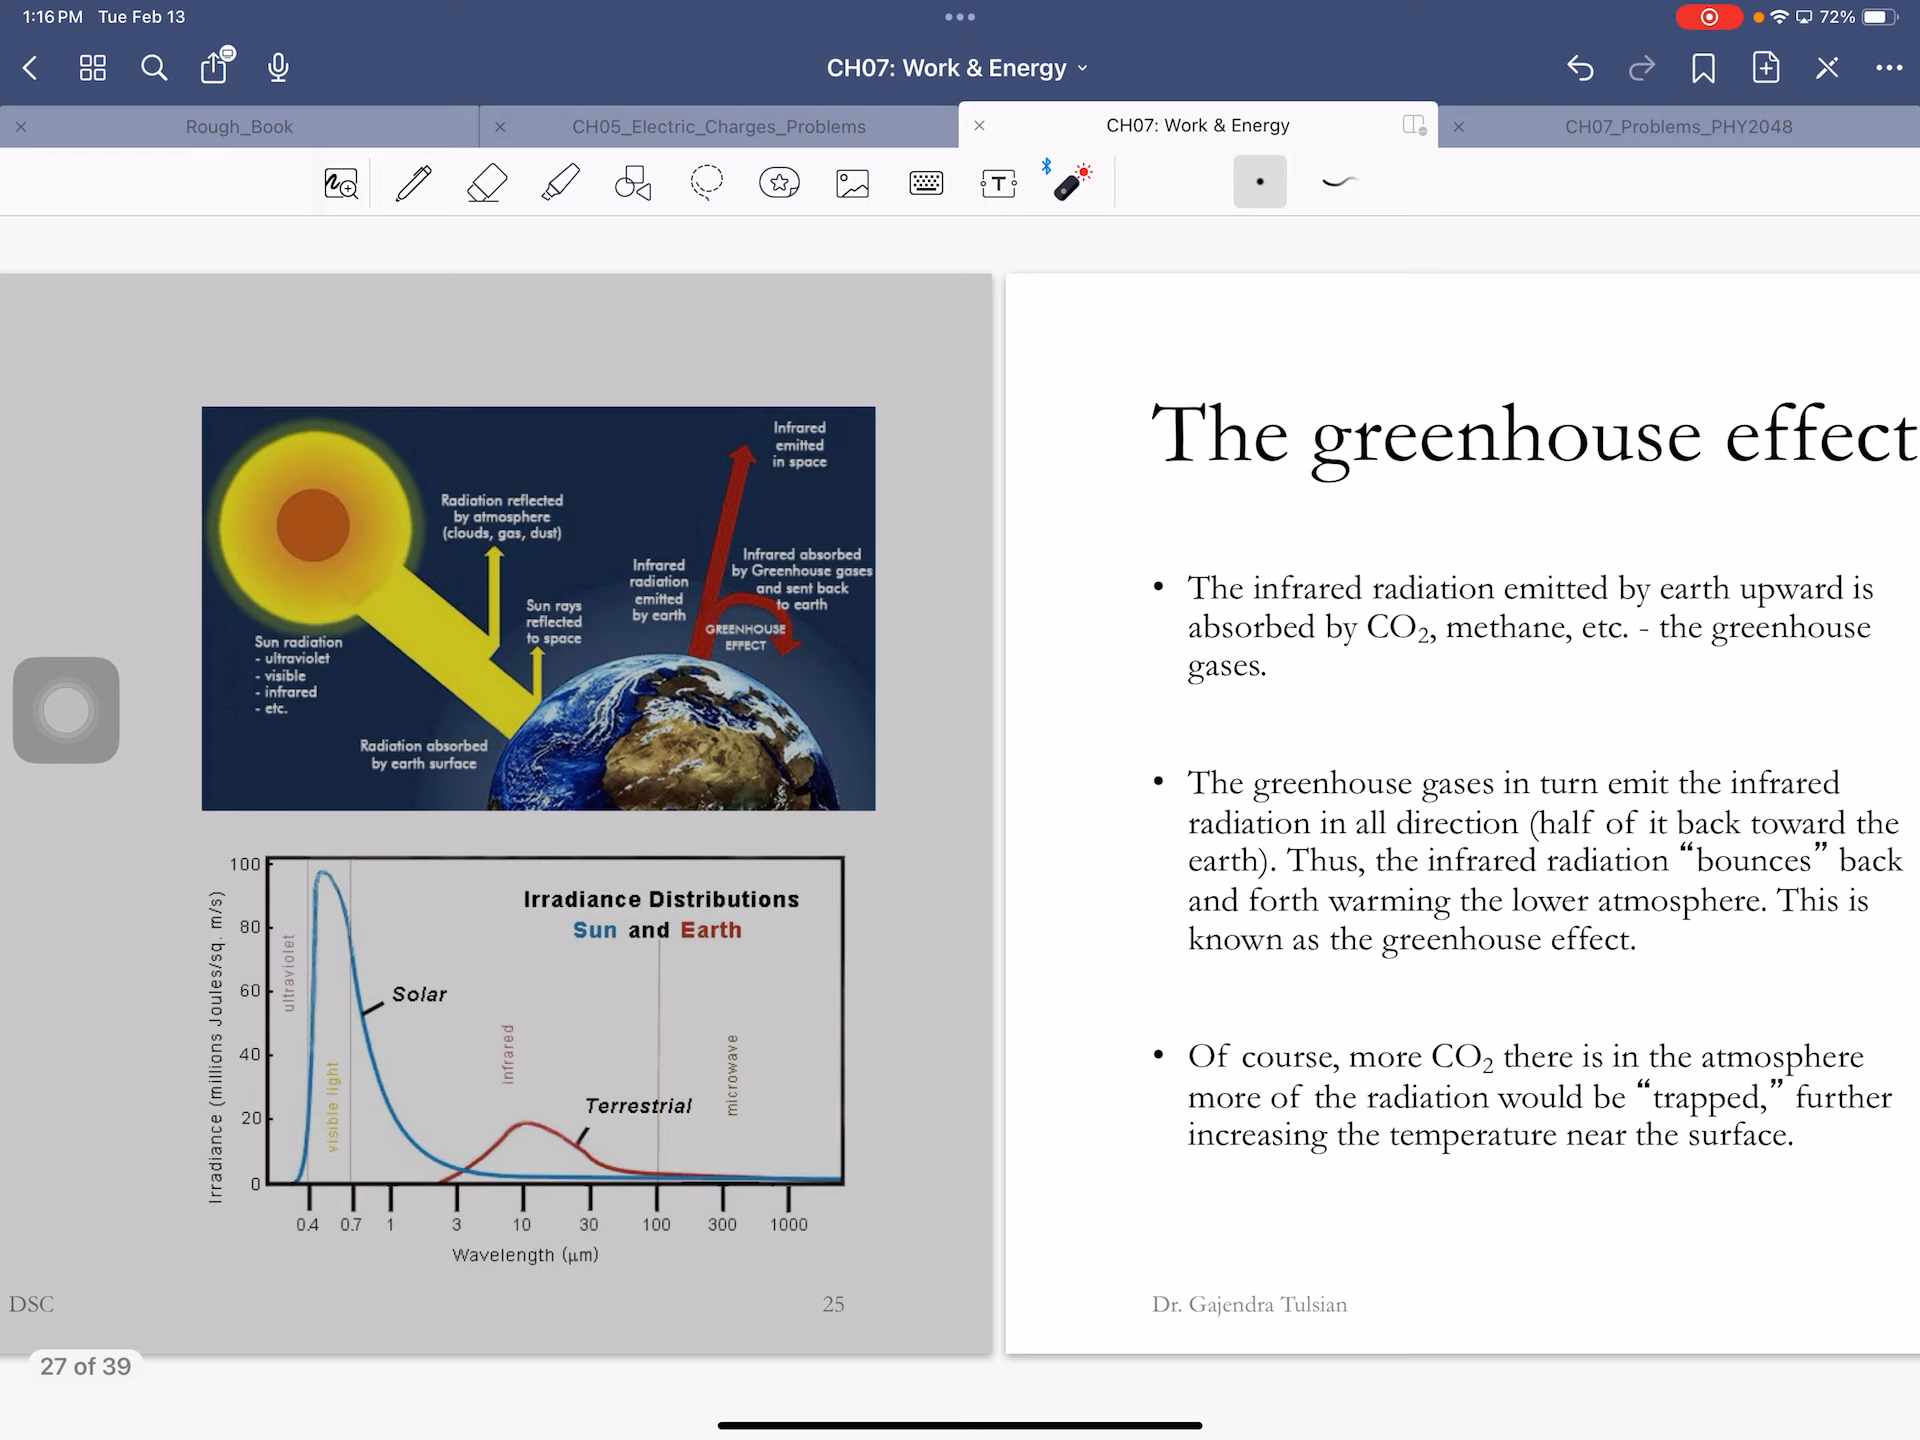 1:16 PM Tue Feb 13
72%
CH07: Work & Energy
Rough_Book
CH05_Electric_Charges_Problems
CH07: Work & Energy
CH07_Problems_PHY2048
T
Infrared
emitted
in space
Radiation reflected
by atmosphere
(clouds, gas, dust)
Infrared
radiation
emitted
by earth
Infrared absorbed
by Greenhouse gases
and sent back
to earth
GREENHOUSE
EFFECT
Sun rays
reflected
to space
Sun radiation
- ultraviolet
- visible
- infrared
- etc.
Radiation absorbed
by earth surface
Irradiance Distributions
Sun and Earth
Irradiance (millions Joules/sq. m/s)
100
80
60
40
20
0
ultraviolet
visible light
infrared
microwave
Solar
Terrestrial
0.4 0.7 1 3 10 30 100 300 1000
Wavelength (μm)
DSC
25
27 of 39
The greenhouse effect
• The infrared radiation emitted by earth upward is
absorbed by CO₂, methane, etc. - the greenhouse
gases.
• The greenhouse gases in turn emit the infrared
radiation in all direction (half of it back toward the
earth). Thus, the infrared radiation “bounces” back
and forth warming the lower atmosphere. This is
known as the greenhouse effect.
• Of course, more CO₂ there is in the atmosphere
more of the radiation would be “trapped,” further
increasing the temperature near the surface.
Dr. Gajendra Tulsian